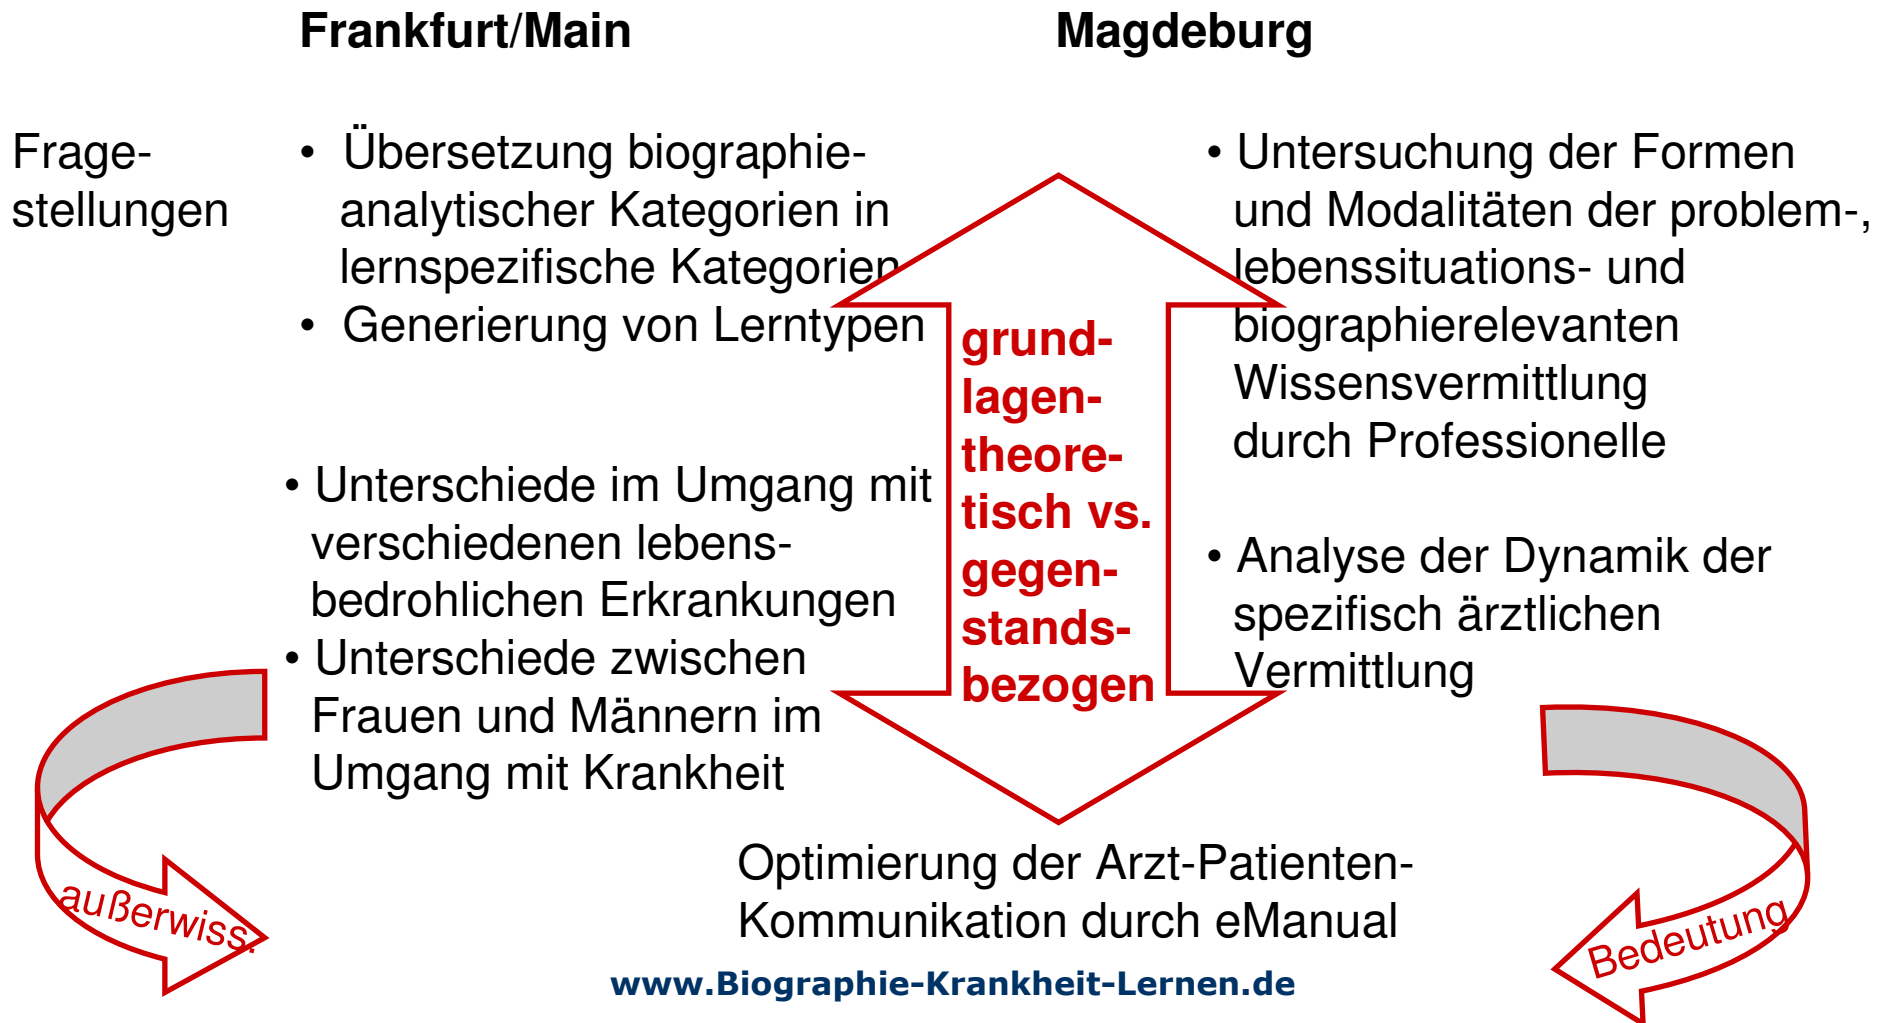 Frankfurt/Main
Magdeburg
Frage-
stellungen
• Übersetzung biographie-
analytischer Kategorien in
lernspezifische Kategorien
• Generierung von Lerntypen
• Unterschiede im Umgang mit
verschiedenen lebens-
bedrohlichen Erkrankungen
• Unterschiede zwischen
Frauen und Männern im
Umgang mit Krankheit
grund-
lagen-
theore-
tisch vs.
gegen-
stands-
bezogen
• Untersuchung der Formen
und Modalitäten der problem-,
lebenssituations- und
biographierelevanten
Wissensvermittlung
durch Professionelle
• Analyse der Dynamik der
spezifisch ärztlichen
Vermittlung
außerwiss.
Optimierung der Arzt-Patienten-
Kommunikation durch eManual
Bedeutung
www.Biographie-Krankheit-Lernen.de